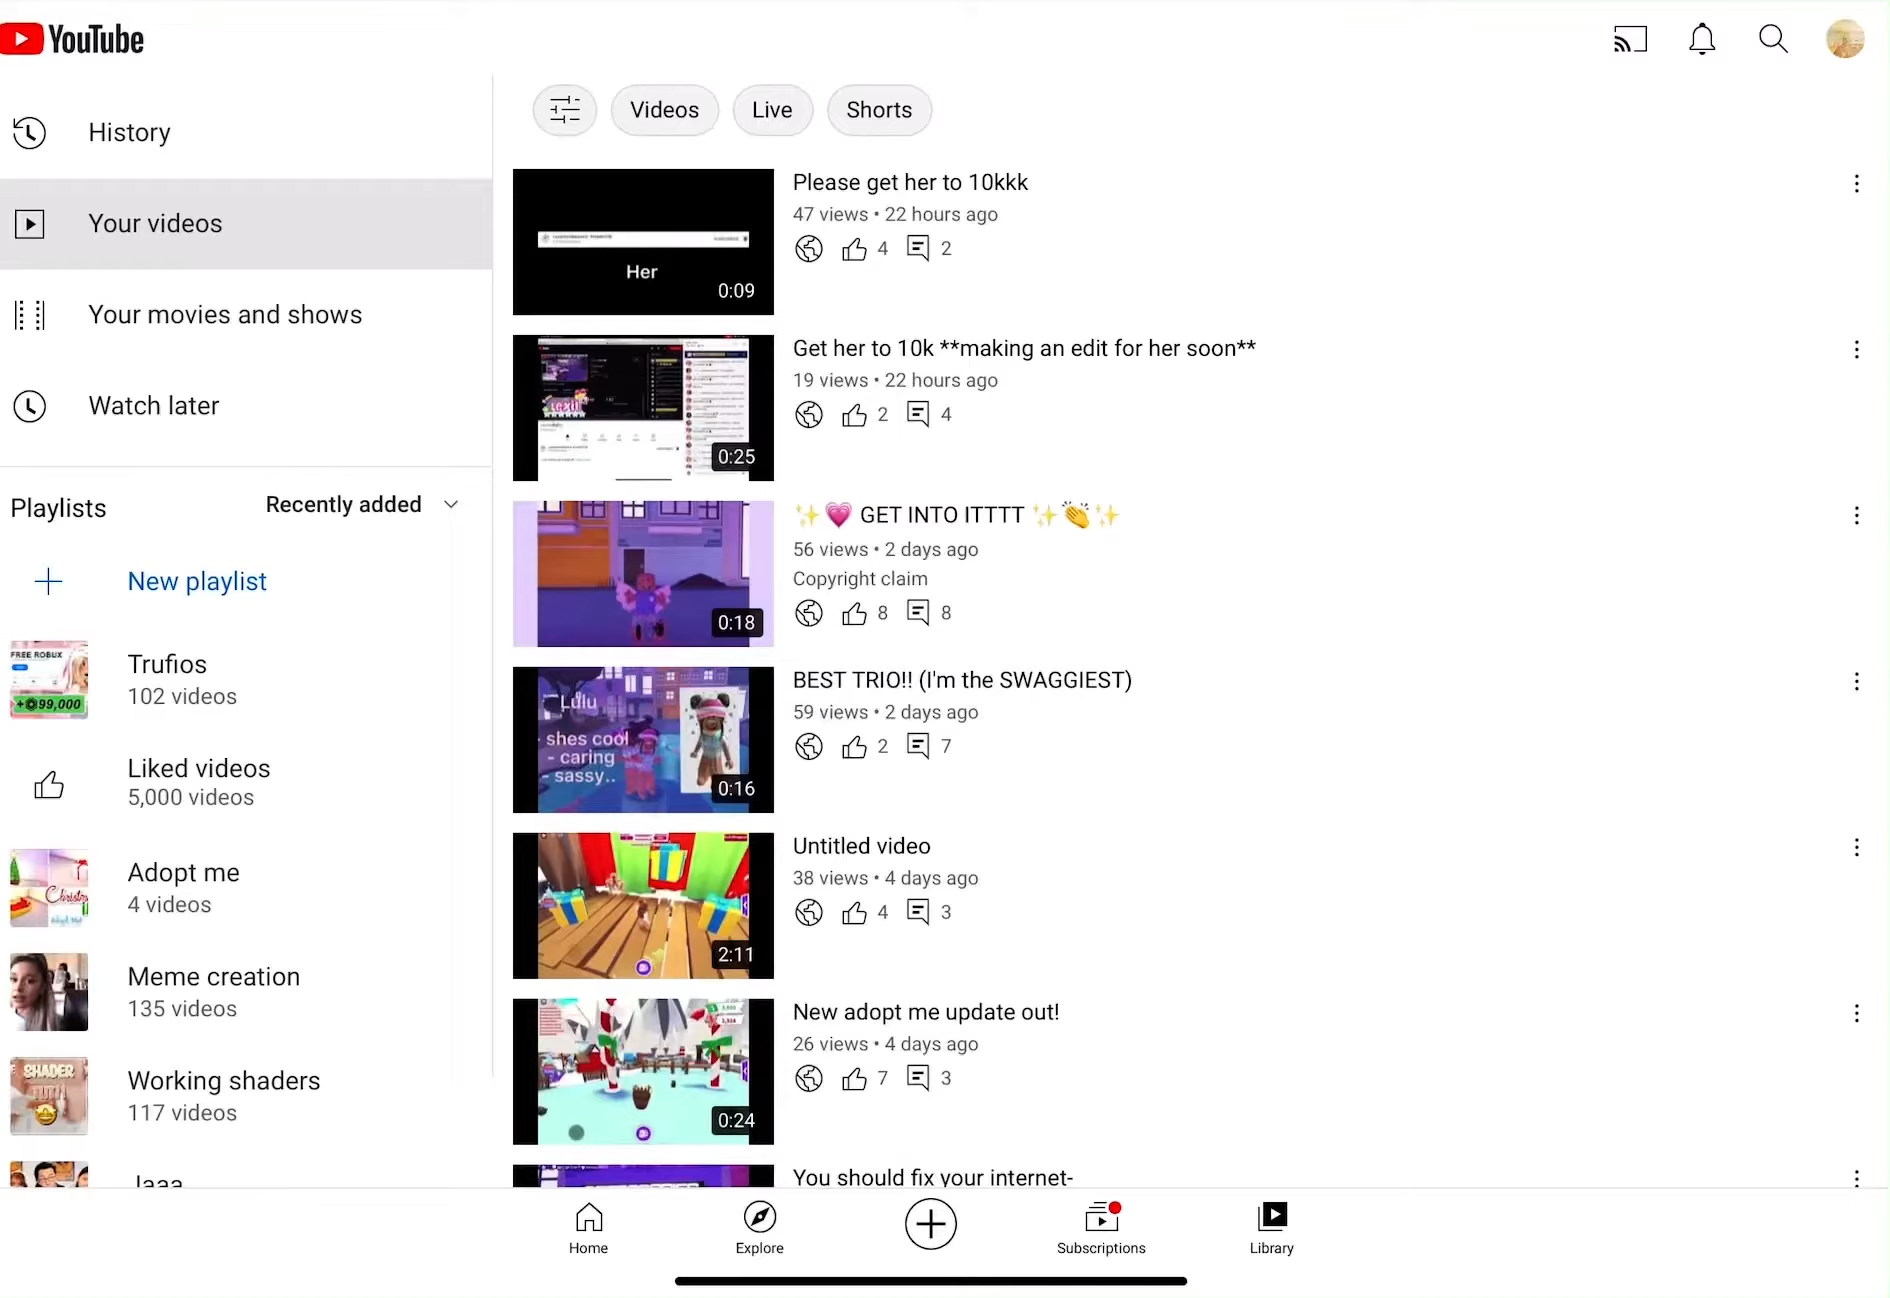 YouTube
History
Your videos
Your movies and shows
Watch later
Playlists
Recently added
New playlist
FREE ROBUX
+99,000
Trufios
102 videos
Liked videos
5,000 videos
Adopt me
4 videos
Meme creation
135 videos
SHADER
Working shaders
117 videos
Jaaa
Videos
Live
Shorts
Her
0:09
Please get her to 10kkk
47 views • 22 hours ago
4
2
0:25
Get her to 10k **making an edit for her soon**
19 views • 22 hours ago
2
4
0:18
✨💗 GET INTO ITTTT ✨👏✨
56 views • 2 days ago
Copyright claim
8
8
Lulu
shes cool
- caring
- sassy..
0:16
BEST TRIO!! (I'm the SWAGGIEST)
59 views • 2 days ago
2
7
2:11
Untitled video
38 views • 4 days ago
4
3
0:24
New adopt me update out!
26 views • 4 days ago
7
3
You should fix your internet-
Home
Explore
Subscriptions
Library